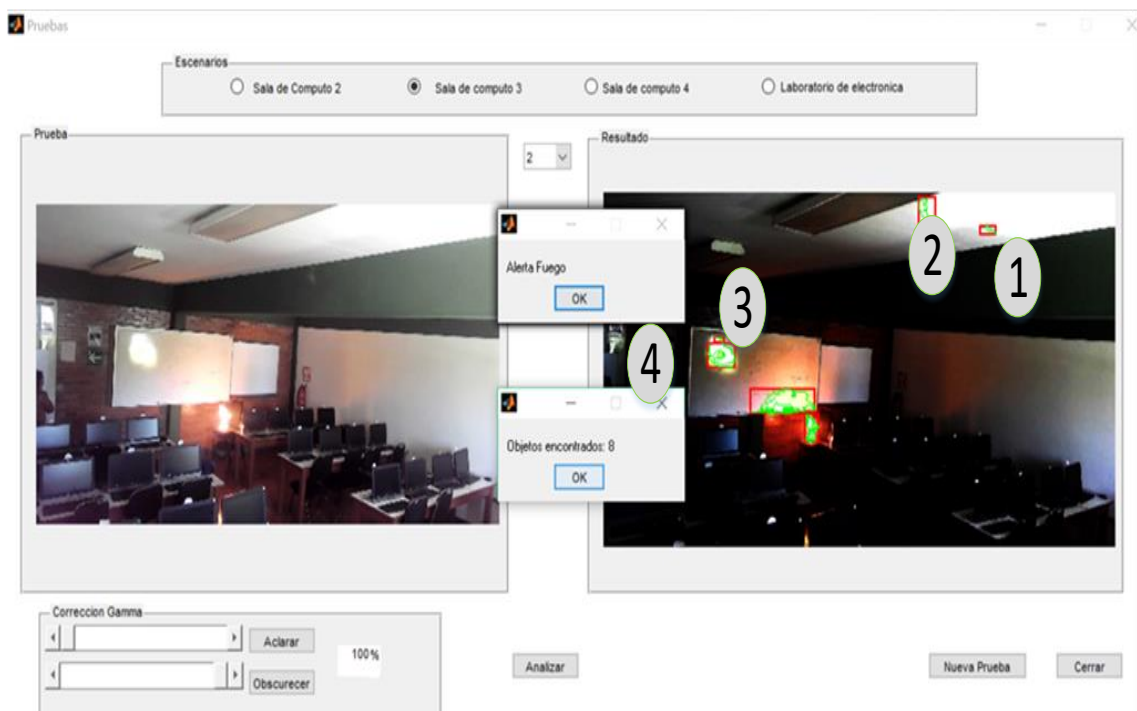 Pruebas
Escenarios
Sala de Computo 2
Sala de computo 3
Sala de computo 4
Laboratorio de electronica
Prueba
2
Resultado
Alerta Fuego
OK
1
2
3
4
Objetos encontrados: 8
OK
Correccion Gamma
Aclarar
100%
Obscurecer
Analizar
Nueva Prueba
Cerrar